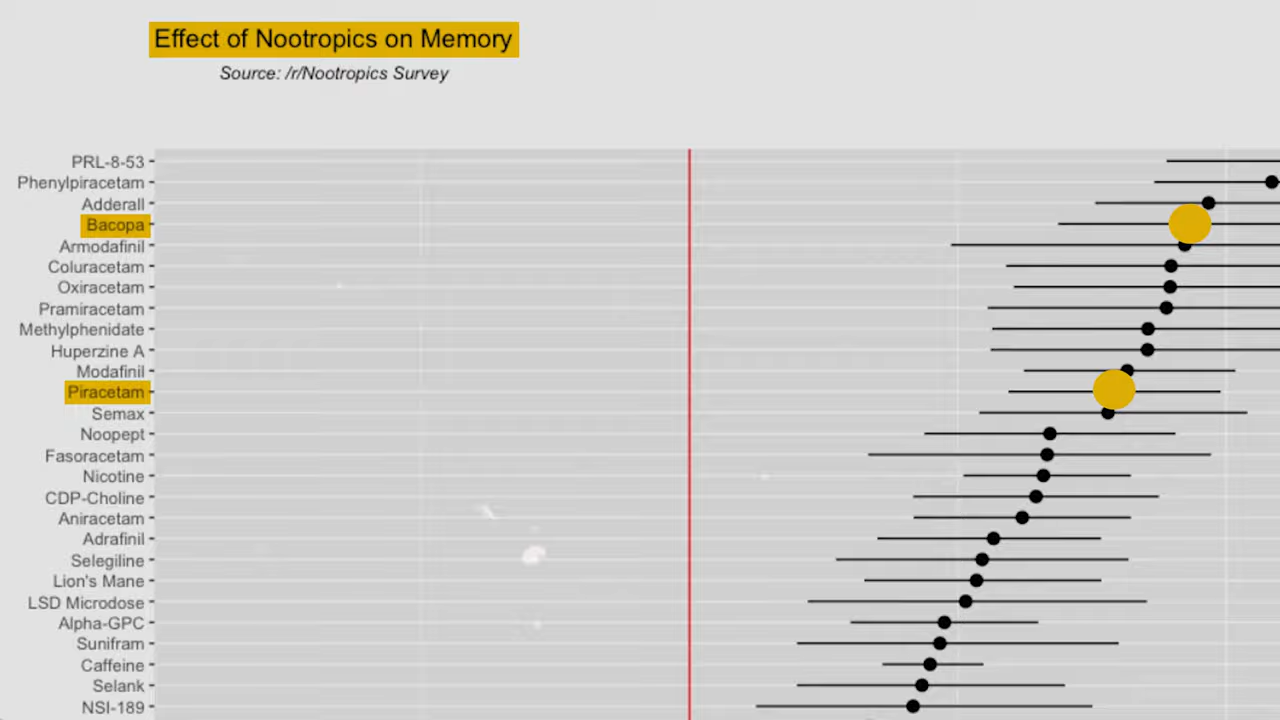 Effect of Nootropics on Memory
Source: /r/Nootropics Survey
PRL-8-53
Phenylpiracetam
Adderall
Bacopa
Armodafinil
Coluracetam
Oxiracetam
Pramiracetam
Methylphenidate
Huperzine A
Modafinil
Piracetam
Semax
Noopept
Fasoracetam
Nicotine
CDP-Choline
Aniracetam
Adrafinil
Selegiline
Lion's Mane
LSD Microdose
Alpha-GPC
Sunifram
Caffeine
Selank
NSI-189